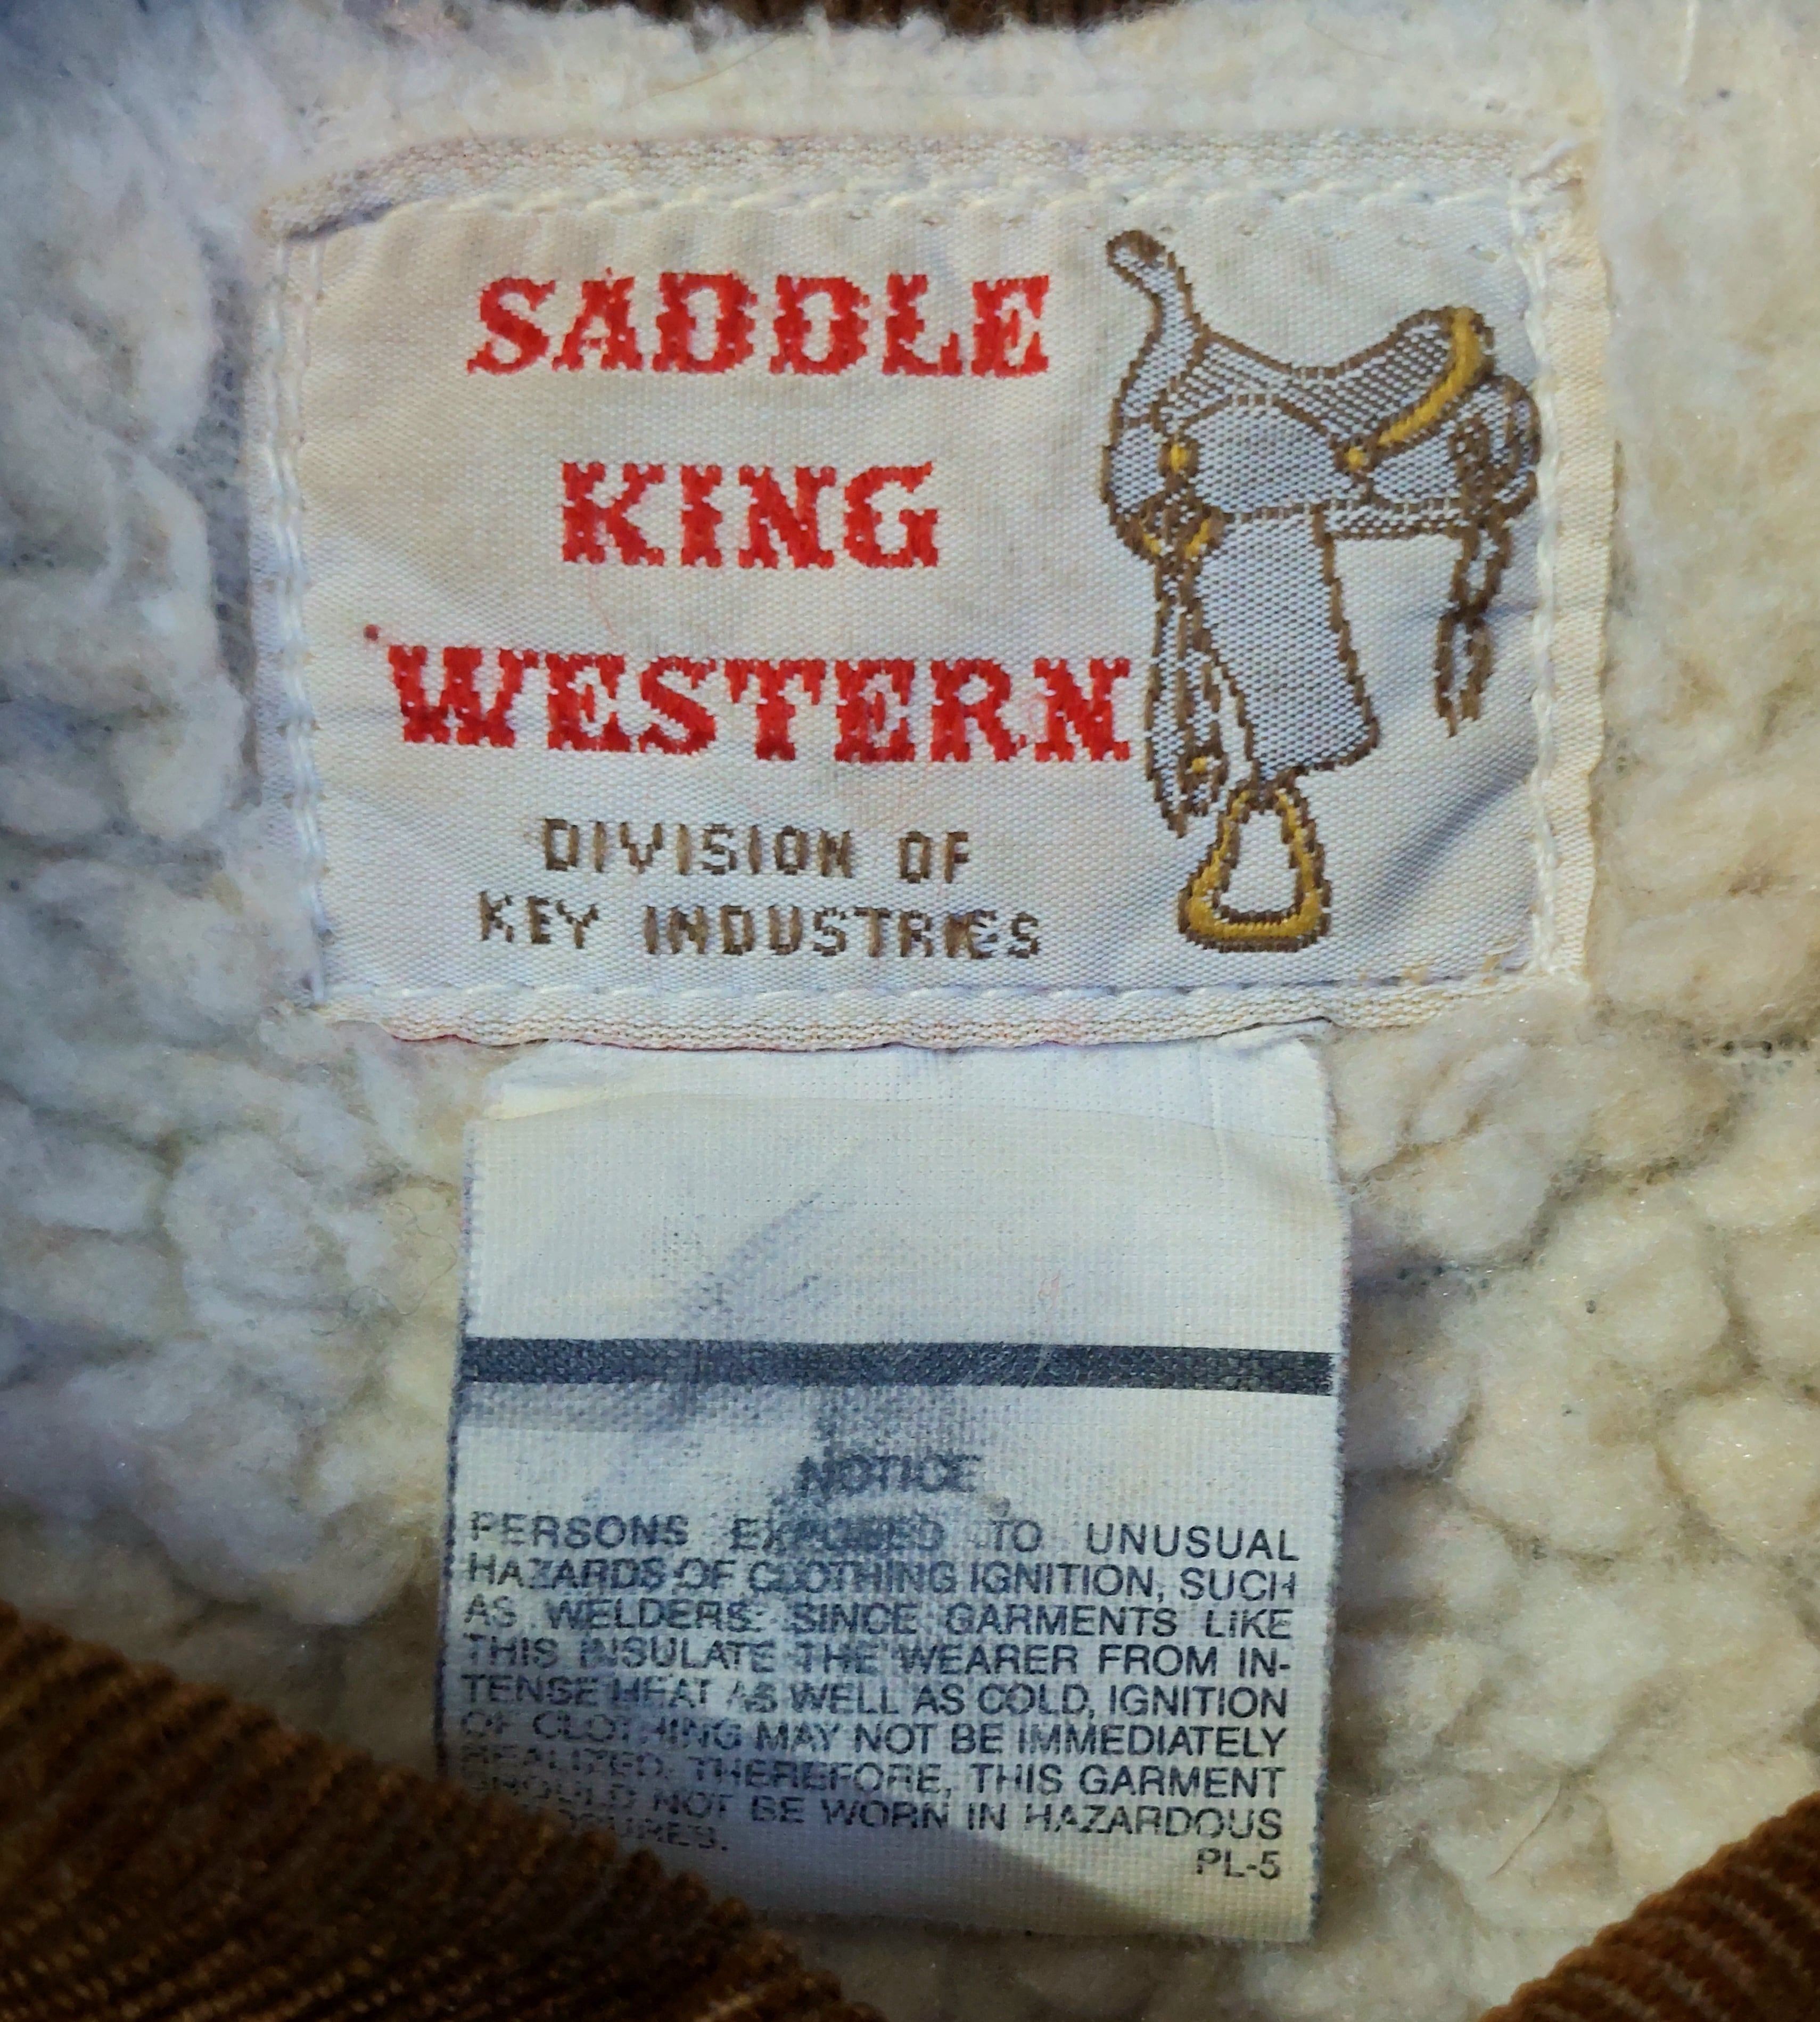 SADDLE
KING
WESTERN
DIVISION OF
KEY INDUSTRIES
NOTICE
PERSONS EXPOSED TO UNUSUAL
HAZARDS OF CLOTHING IGNITION, SUCH
AS WELDERS: SINCE GARMENTS LIKE
THIS INSULATE THE WEARER FROM IN-
TENSE HEAT AS WELL AS COLD, IGNITION
OF CLOTHING MAY NOT BE IMMEDIATELY
REALIZED. THEREFORE, THIS GARMENT
SHOULD NOT BE WORN IN HAZARDOUS
PL-5